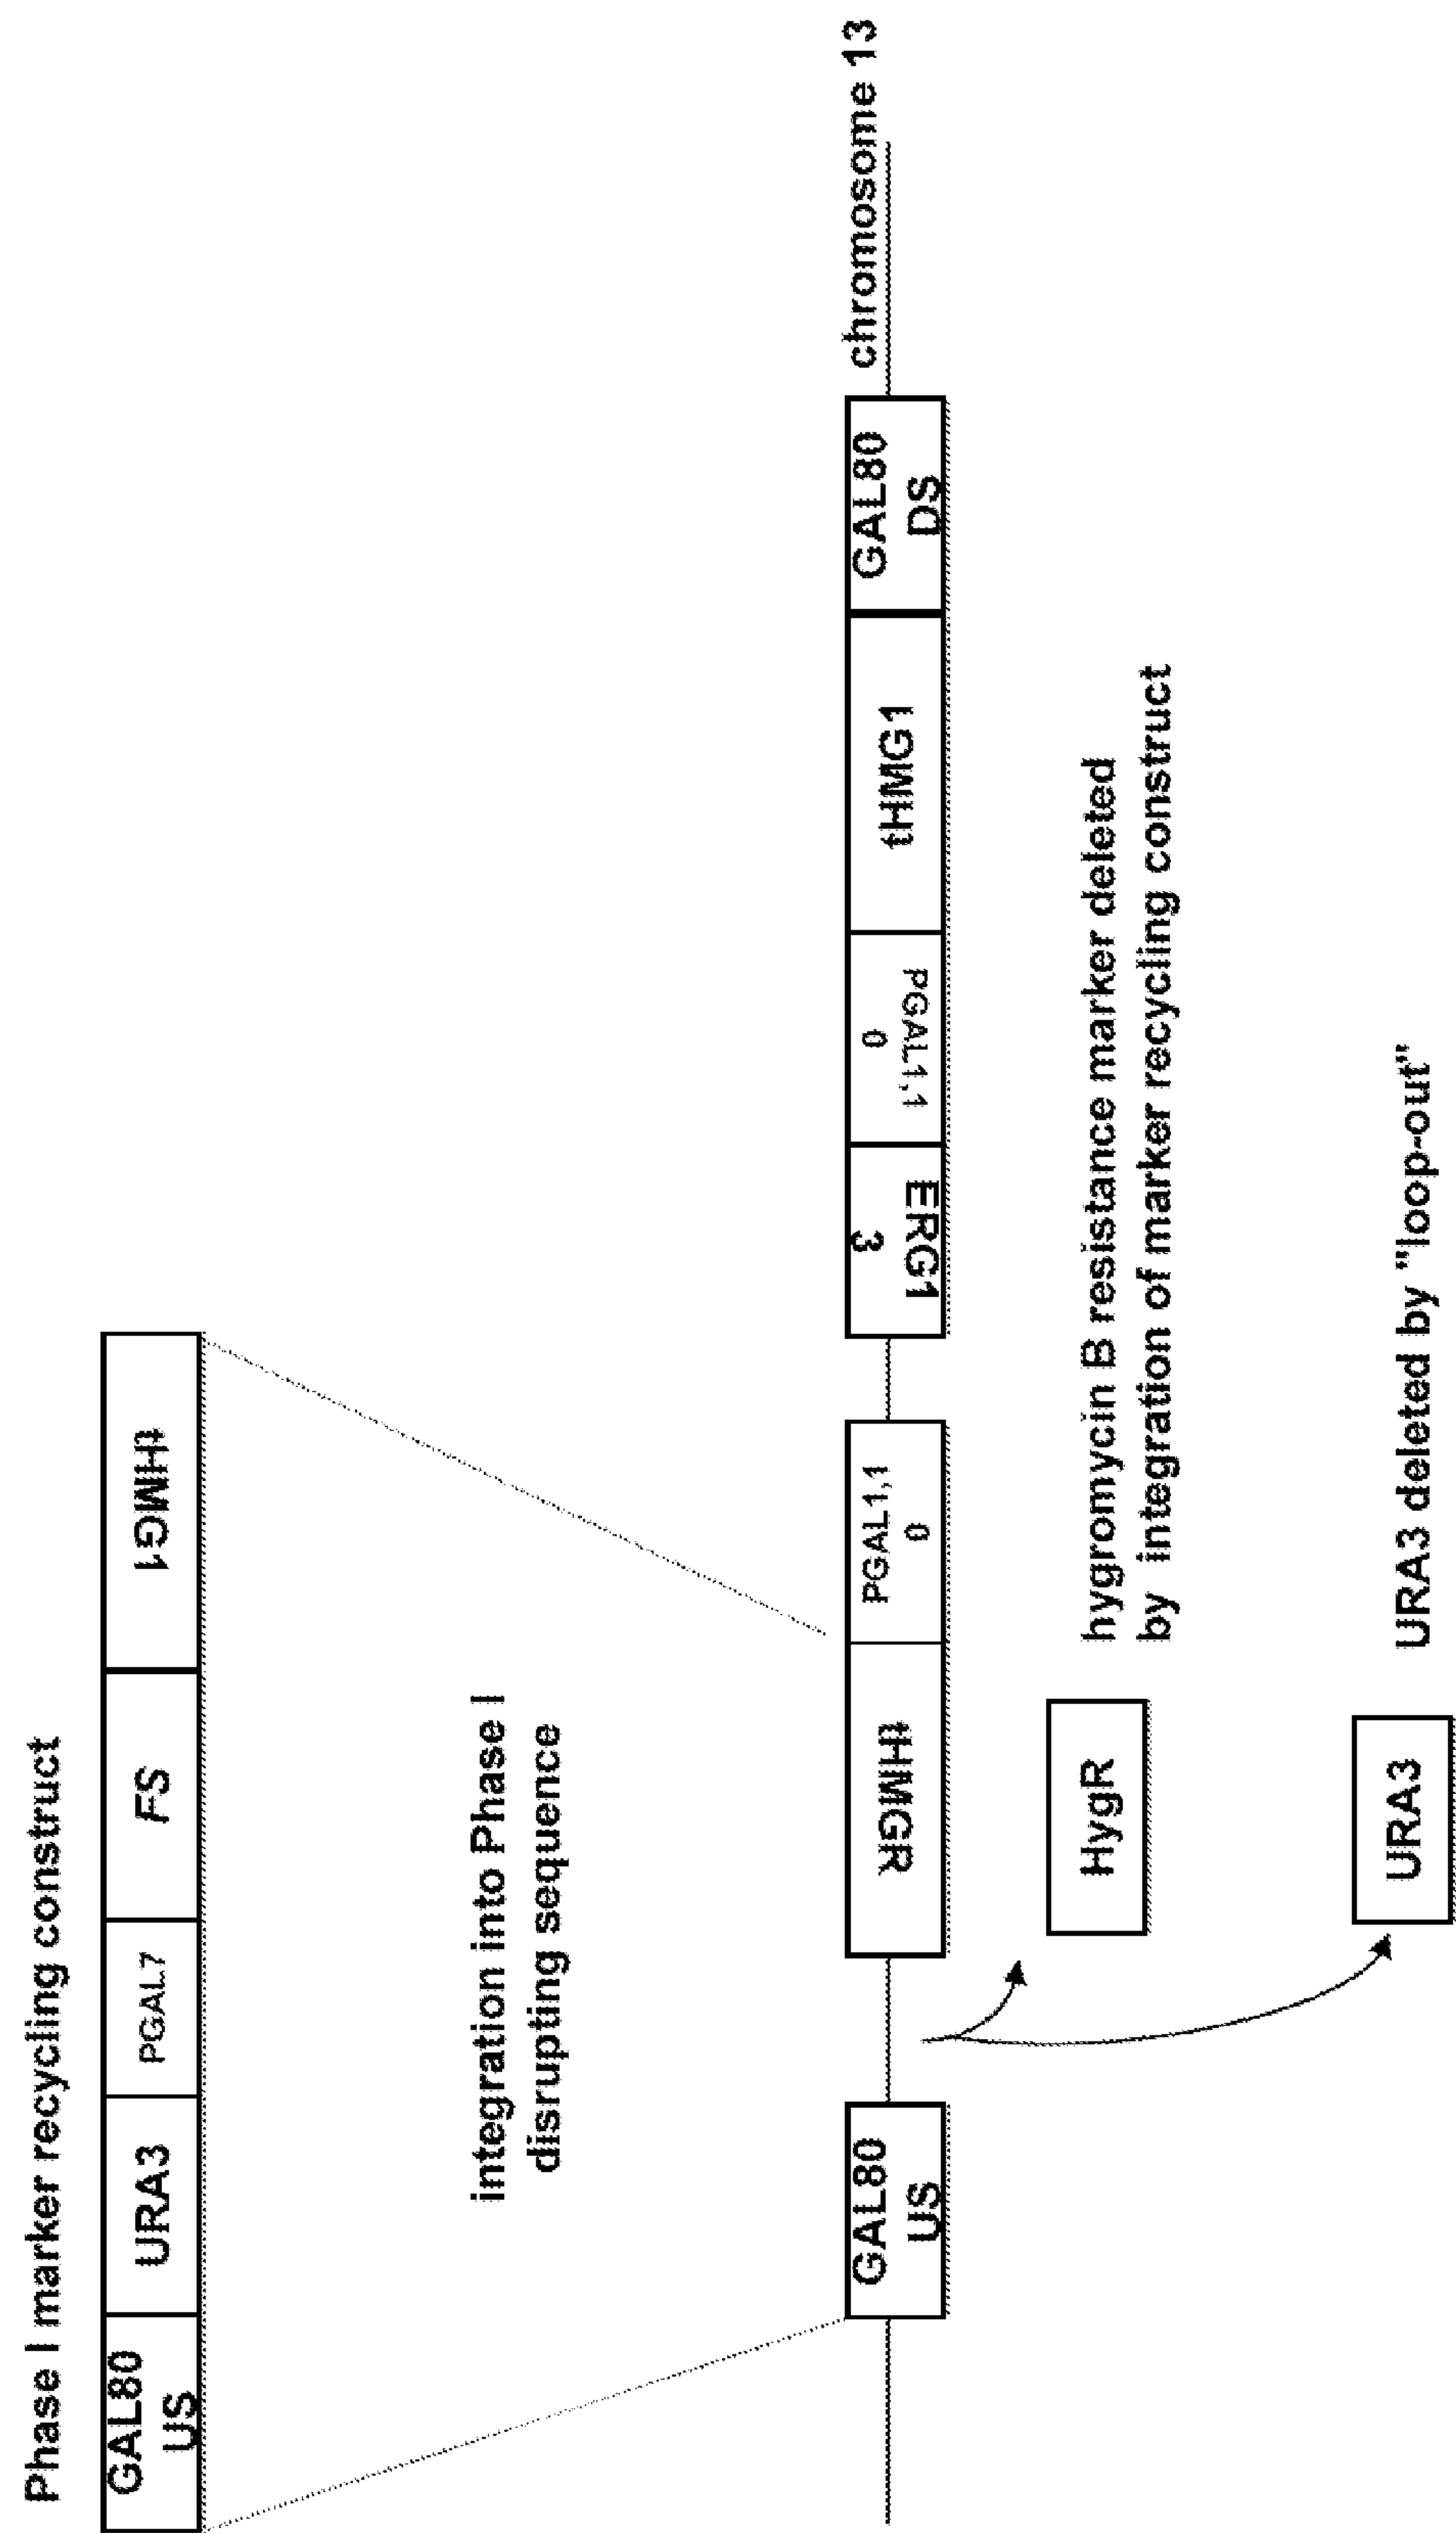 Phase I marker recycling construct
GAL80
US
URA3
PGAL7
FS
tHMG1
integration into Phase I
disrupting sequence
GAL80
US
tHMGR
PGAL1,1
0
ERG1
3
PGAL1,1
0
tHMG1
GAL80
DS
chromosome 13
HygR
hygromycin B resistance marker deleted
by integration of marker recycling construct
URA3
URA3 deleted by "loop-out"